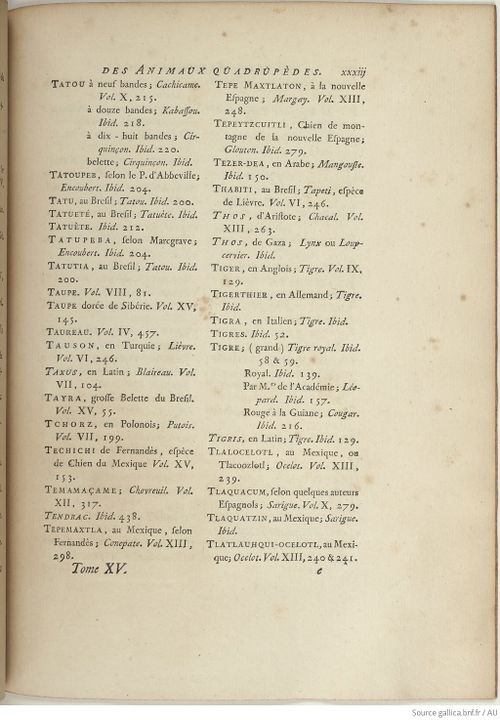 DES ANIMAUX QUADRUPÈDES. xxxiij
TATOU à neuf bandes; Cachicame.
Vol. X, 215.
à douze bandes; Kabassou.
Ibid. 218.
à dix-huit bandes; Cir-
quinçon. Ibid. 220.
belette; Cirquinçon. Ibid.
TATOUPEB, selon le P. d'Abbeville;
Encoubert. Ibid. 204.
TATU, au Bresil; Tatou. Ibid. 200.
TATUETÉ, au Bresil; Tatuète. Ibid.
TATUÈTE. Ibid. 212.
TATUPEBA, selon Marcgrave;
Encoubert. Ibid. 204.
TATUTIA, au Bresil; Tatou. Ibid.
200.
TAUPE. Vol. VIII, 81.
TAUPE dorée de Sibérie. Vol. XV,
145.
TAUREAU. Vol. IV, 457.
TAUSON, en Turquie; Lièvre.
Vol. VI, 246.
TAXUS, en Latin; Blaireau. Vol.
VII, 104.
TAYRA, grosse Belette du Bresil.
Vol. XV, 55.
TCHORZ, en Polonois; Putois.
Vol. VII, 199.
TECHICHI de Fernandès, espèce
de Chien du Mexique Vol. XV,
153.
TEMAMAÇAME; Chevreuil. Vol.
XII, 317.
TENDRAC. Ibid. 438.
TEPEMAXTLA, au Mexique, selon
Fernandès; Conepate. Vol. XIII,
298.
Tome XV.
TEPE MAXTLATON, à la nouvelle
Espagne; Margay. Vol. XIII,
248.
TEPEYTZCUITLI, Chien de mon-
tagne de la nouvelle Espagne;
Glouton. Ibid. 279.
TEZER-DEA, en Arabe; Mangouste.
Ibid. 150.
THABITI, au Bresil; Tapeti, espèce
de Lièvre. Vol. VI, 246.
THOS, d'Aristote; Chacal. Vol.
XIII, 263.
THOS, de Gaza; Lynx ou Loup-
cervier. Ibid.
TIGER, en Anglois; Tigre. Vol. IX,
129.
TIGERTHIER, en Allemand; Tigre.
Ibid.
TIGRA, en Italien; Tigre. Ibid.
TIGRES. Ibid. 52.
TIGRE; (grand) Tigre royal. Ibid.
58 & 59.
Royal. Ibid. 139.
Par M.rs de l'Académie; Léo-
pard. Ibid. 157.
Rouge à la Guiane; Cougar.
Ibid. 216.
TIGRIS, en Latin; Tigre. Ibid. 129.
TLALOCELOTL, au Mexique, ou
Tlacoozlotl; Ocelot. Vol. XIII,
239.
TLAQUACUM, selon quelques auteurs
Espagnols; Sarigue. Vol. X, 279.
TLAQUATZIN, au Mexique; Sarigue.
Ibid.
TLATLAUHQUI-OCELOTL, au Mexi-
que; Ocelot. Vol. XIII, 240 & 241.
e
Source gallica.bnf.fr / AU